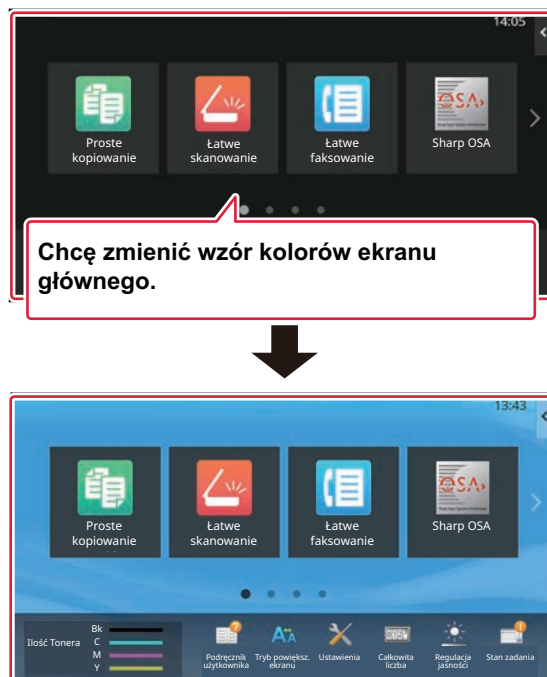 14:05
Proste
kopiowanie
Łatwe
skanowanie
Łatwe
faksowanie
Sharp OSA
Chcę zmienić wzór kolorów ekranu
głównego.
13:43
Proste
kopiowanie
Łatwe
skanowanie
Łatwe
faksowanie
Sharp OSA
Ilość Tonera
Bk
C
M
Y
Podręcznik
użytkownika
Tryb powiększ.
ekranu
Ustawienia
Całkowita
liczba
Regulacja
jaśności
Stan zadania